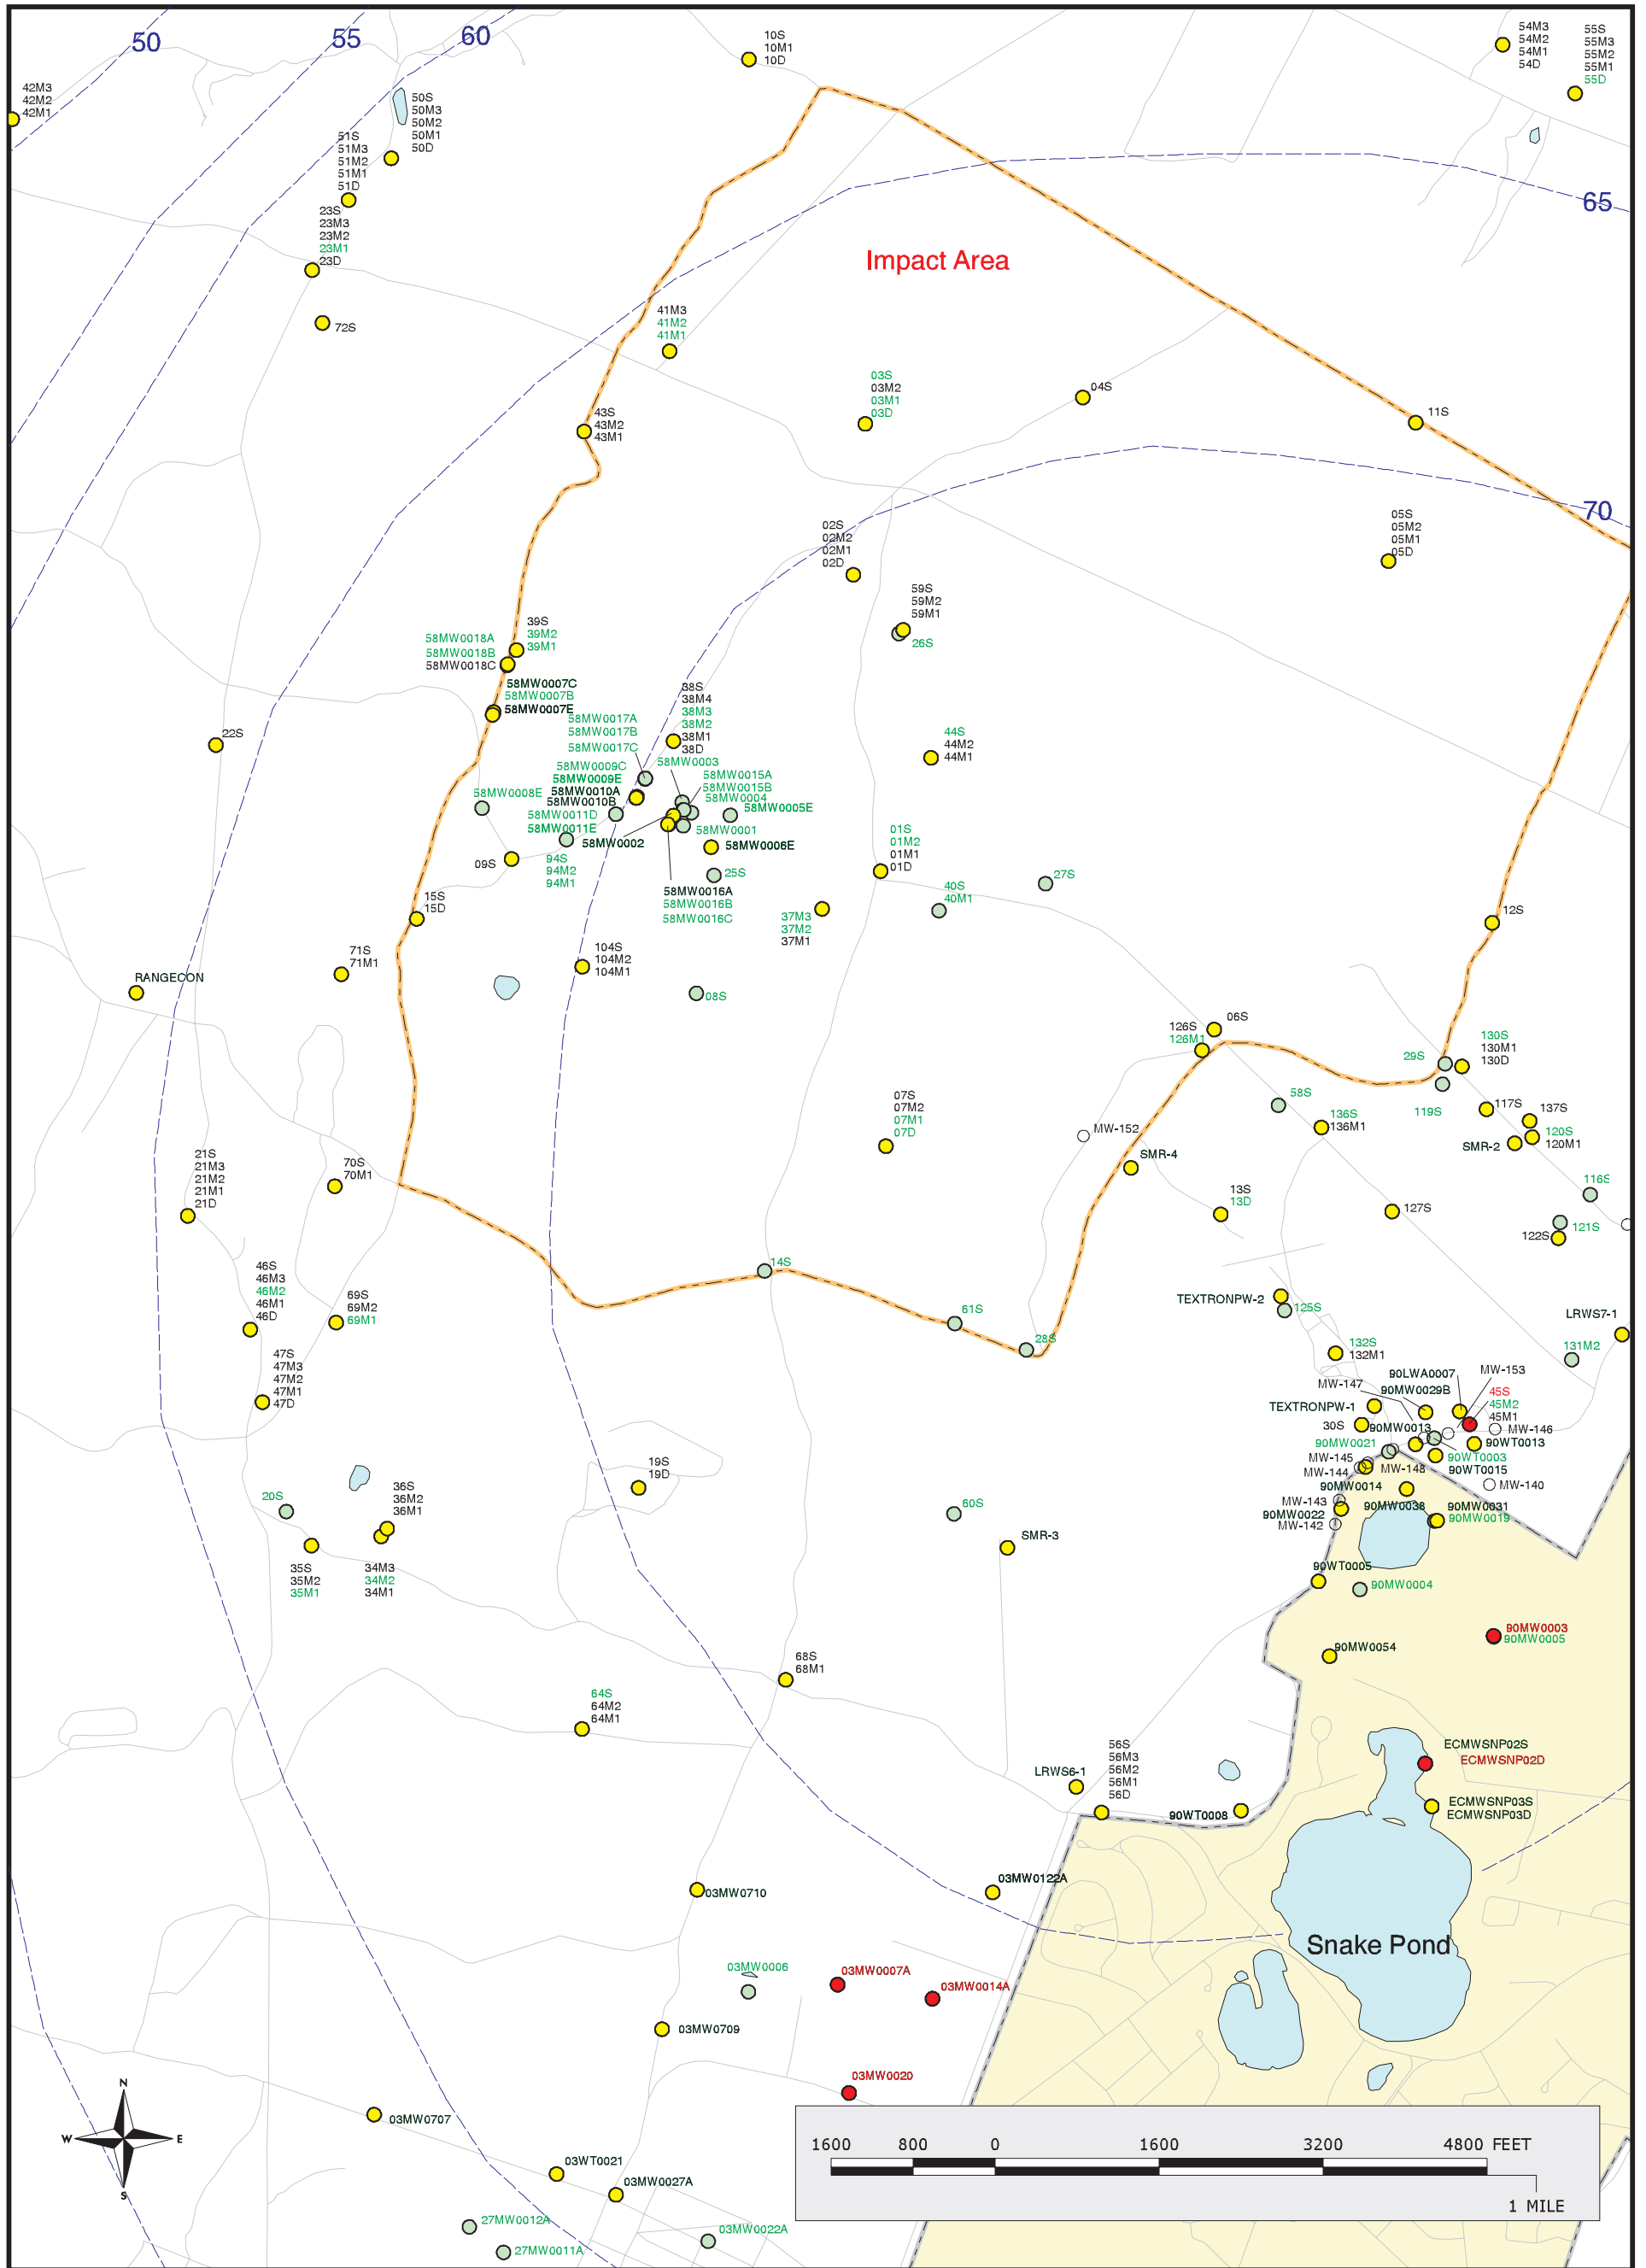 50
55
60
10S
10M1
10D
54M3
54M2
54M1
54D
55S
55M3
55M2
55M1
55D
42M3
42M2
42M1
50S
50M3
50M2
50M1
50D
51S
51M3
51M2
51M1
51D
65
23S
23M3
23M2
23M1
23D
Impact Area
72S
41M3
41M2
41M1
03S
03M2
03M1
03D
04S
11S
43S
43M2
43M1
70
02S
02M2
02M1
02D
05S
05M2
05M1
05D
59S
59M2
59M1
26S
39S
39M2
39M1
58MW0018A
58MW0018B
58MW0018C
58MW0007C
58MW0007B
58MW0007E
38S
38M4
38M3
38M2
38M1
38D
58MW0017A
58MW0017B
58MW0017C
22S
44S
44M2
44M1
58MW0003
58MW0009C
58MW0009E
58MW0010A
58MW0010B
58MW0011D
58MW0011E
58MW0008E
58MW0015A
58MW0015B
58MW0004
58MW0005E
58MW0001
58MW0002
58MW0006E
01S
01M2
01M1
01D
09S
94S
94M2
94M1
25S
58MW0016A
58MW0016B
58MW0016C
27S
40S
40M1
15S
15D
37M3
37M2
37M1
12S
71S
71M1
104S
104M2
104M1
RANGECON
08S
06S
126S
126M1
130S
130M1
130D
29S
119S
58S
117S
137S
07S
07M2
07M1
07D
136S
136M1
120S
120M1
SMR-2
MW-152
SMR-4
21S
21M3
21M2
21M1
21D
70S
70M1
116S
13S
13D
127S
121S
122S
46S
46M3
46M2
46M1
46D
14S
69S
69M2
69M1
TEXTRONPW-2
125S
LRWS7-1
61S
28S
132S
132M1
131M2
47S
47M3
47M2
47M1
47D
90LWA0007
MW-153
MW-147
90MW0029B
45S
45M2
45M1
TEXTRONPW-1
30S
90MW0013
MW-146
90MW0021
90WT0013
90WT0003
MW-145
MW-144
MW-148
90WT0015
19S
19D
90MW0014
MW-140
36S
36M2
36M1
20S
MW-143
90MW0022
MW-142
90MW0038
90MW0031
90MW0019
60S
SMR-3
35S
35M2
35M1
34M3
34M2
34M1
90WT0005
90MW0004
90MW0003
90MW0005
90MW0054
68S
68M1
64S
64M2
64M1
ECMWSNP02S
ECMWSNP02D
56S
56M3
56M2
56M1
56D
LRWS6-1
90WT0008
ECMWSNP03S
ECMWSNP03D
03MW0710
03MW0122A
Snake Pond
03MW0006
03MW0007A
03MW0014A
03MW0709
03MW0020
N
W
E
S
03MW0707
1600 800 0 1600 3200 4800 FEET
1 MILE
03WT0021
03MW0027A
27MW0012A
03MW0022A
27MW0011A